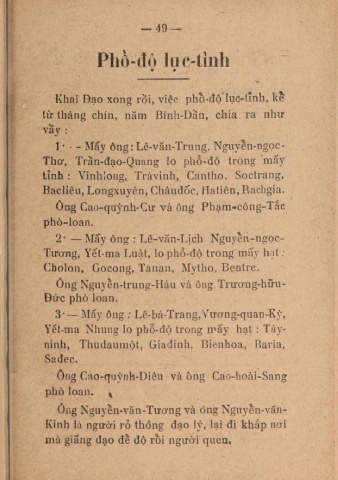 — 49 —
Phổ-độ lục-tỉnh
Khai Đạo xong rồi, việc phổ-độ lục-tỉnh, kể
từ tháng chín, năm Bính-Dần, chia ra như
vầy :
1· — Mấy ông : Lê-văn-Trung, Nguyễn-ngọc-
Thơ, Trần-đạo-Quang lo phổ-độ trong mấy
tỉnh : Vinhlong, Travinh, Cantho, Soctrang,
Baclieu, Longxuyên, Châuđốc, Hatiên, Rachgia.
Ông Cao-quỳnh-Cư và ông Phạm-công-Tắc
phò-loan.
2· — Mấy ông : Lê-văn-Lịch Nguyễn-ngọc-
Tương, Yết-ma Luật, lo phổ-độ trong mấy hạt :
Cholon, Gocong, Tanan, Mytho, Bentre.
Ông Nguyễn-trung-Hậu và ông Trương-hữu-
Đức phò loan.
3· — Mấy ông : Lê-bá-Trang, Vương-quan-Kỳ,
Yết-ma Nhung lo phổ-độ trong mấy hạt : Tây-
ninh, Thudaumột, Giađinh, Bienhoa, Baria,
Sađec.
Ông Cao-quỳnh-Diêu và ông Cao-hoài-Sang
phò loan.
Ông Nguyễn-văn-Tương và ông Nguyễn-văn-
Kinh là người rỏ thông đạo lý, lại đi khắp nơi
mà giảng đạo để độ rỗi người quen.